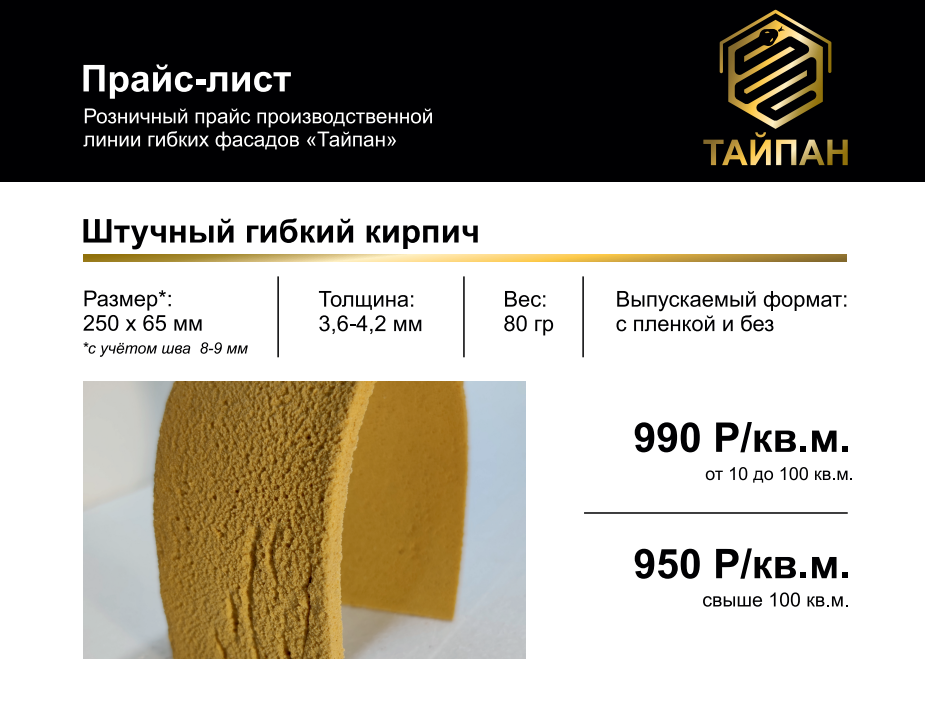 Прайс-лист
Розничный прайс производственной
линии гибких фасадов «Тайпан»
ТАЙПАН
Штучный гибкий кирпич
Размер*:
250 х 65 мм
*с учётом шва 8-9 мм
Толщина:
3,6-4,2 мм
Вес:
80 гр
Выпускаемый формат:
с пленкой и без
990 Р/кв.м.
от 10 до 100 кв.м.
950 Р/кв.м.
свыше 100 кв.м.